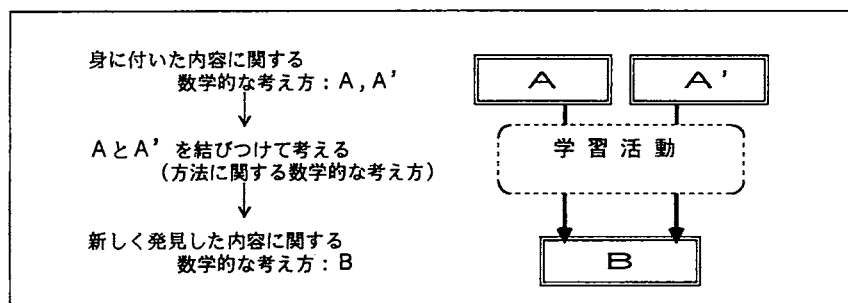 身に付いた内容に関する
数学的な考え方：A，A’
AとA’を結びつけて考える
（方法に関する数学的な考え方）
新しく発見した内容に関する
数学的な考え方：B
A
A’
学習活動
B